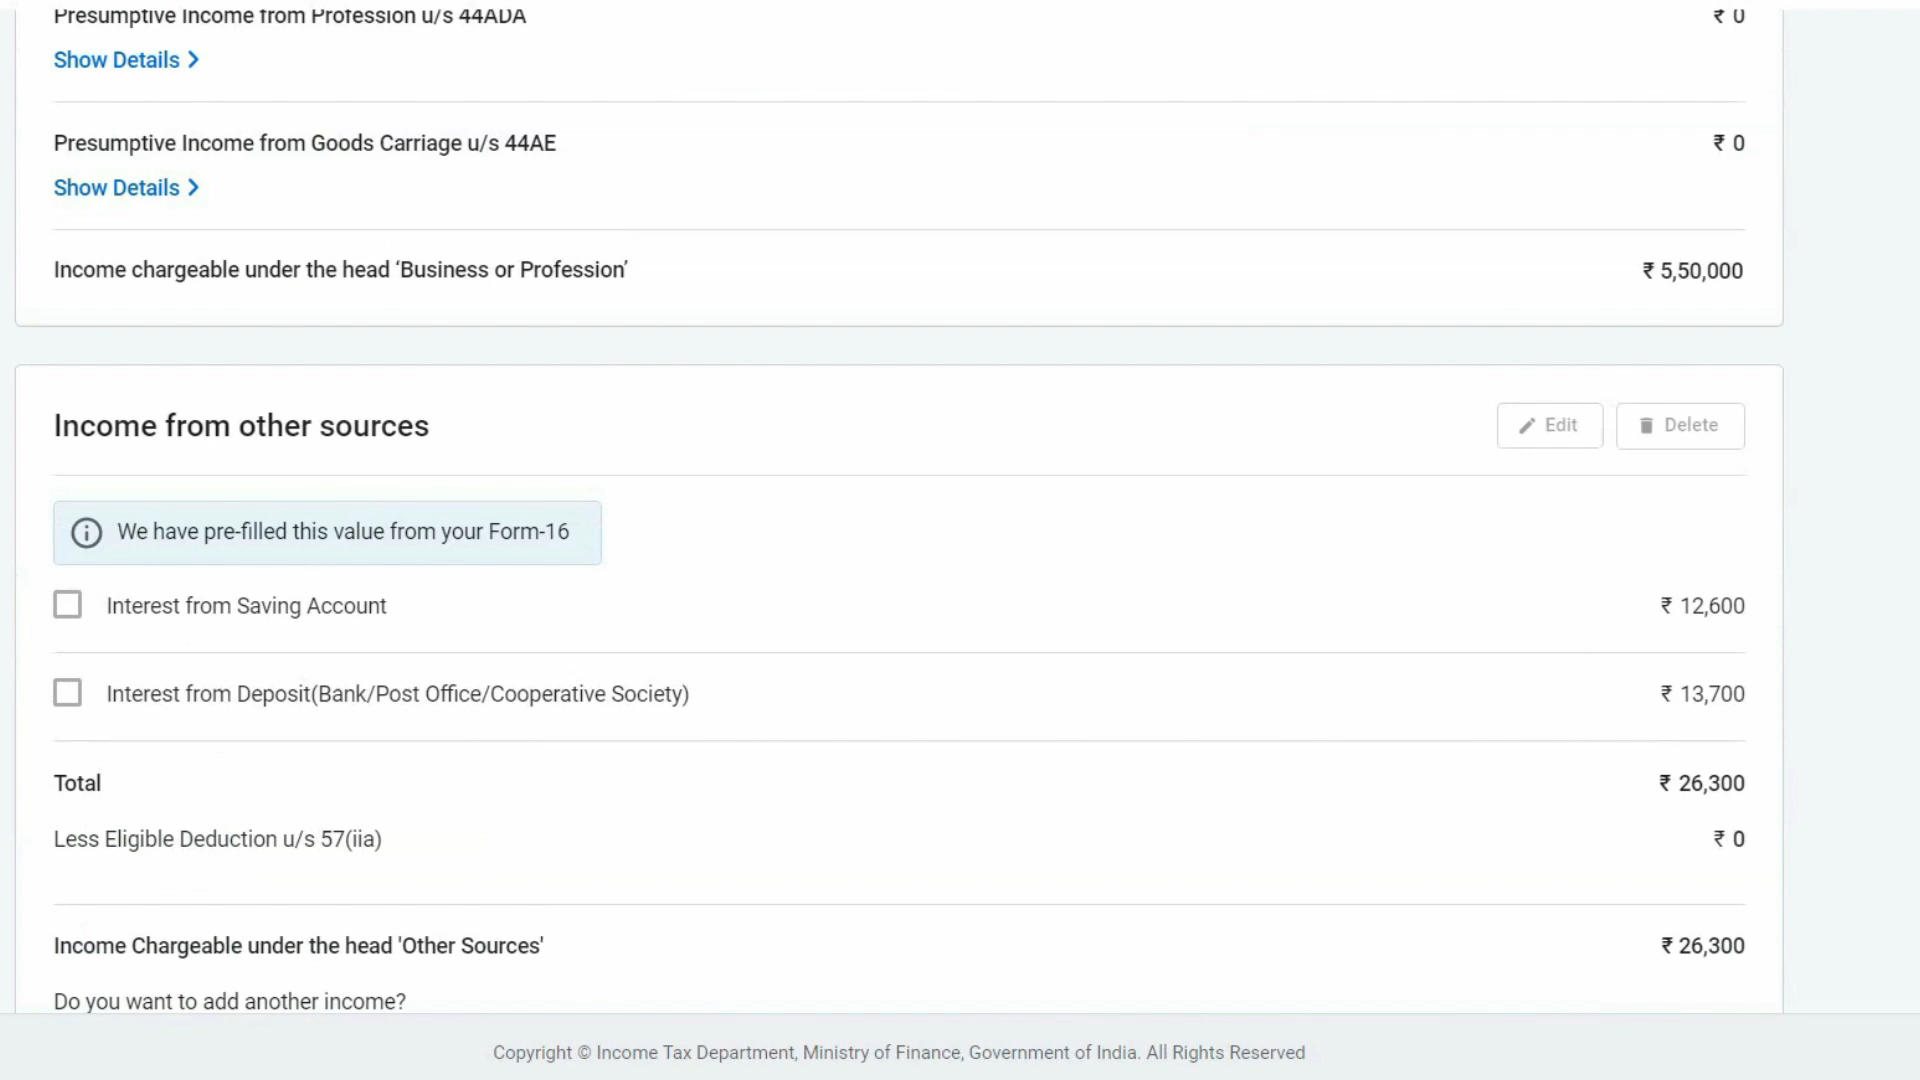 Presumptive Income from Profession u/s 44ADA ₹ 0
Show Details
Presumptive Income from Goods Carriage u/s 44AE ₹ 0
Show Details
Income chargeable under the head ‘Business or Profession’ ₹ 5,50,000
Income from other sources Edit Delete
We have pre-filled this value from your Form-16
Interest from Saving Account ₹ 12,600
Interest from Deposit(Bank/Post Office/Cooperative Society) ₹ 13,700
Total ₹ 26,300
Less Eligible Deduction u/s 57(iia) ₹ 0
Income Chargeable under the head 'Other Sources' ₹ 26,300
Do you want to add another income?
Copyright © Income Tax Department, Ministry of Finance, Government of India. All Rights Reserved